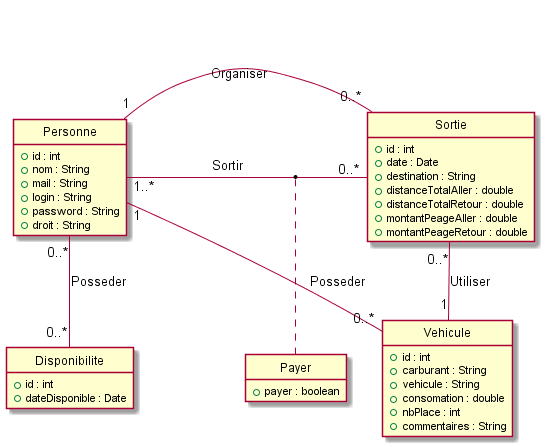 Organiser
1
0..*
Personne
id : int
nom : String
mail : String
login : String
password : String
droit : String
Sortie
id : int
date : Date
destination : String
distanceTotalAller : double
distanceTotalRetour : double
montantPeageAller : double
montantPeageRetour : double
Sortir
1..*
0..*
1
0..*
Posseder
0..*
Posseder
0..*
0..*
Utiliser
1
Disponibilite
id : int
dateDisponible : Date
Payer
payer : boolean
Vehicule
id : int
carburant : String
vehicule : String
consomation : double
nbPlace : int
commentaires : String